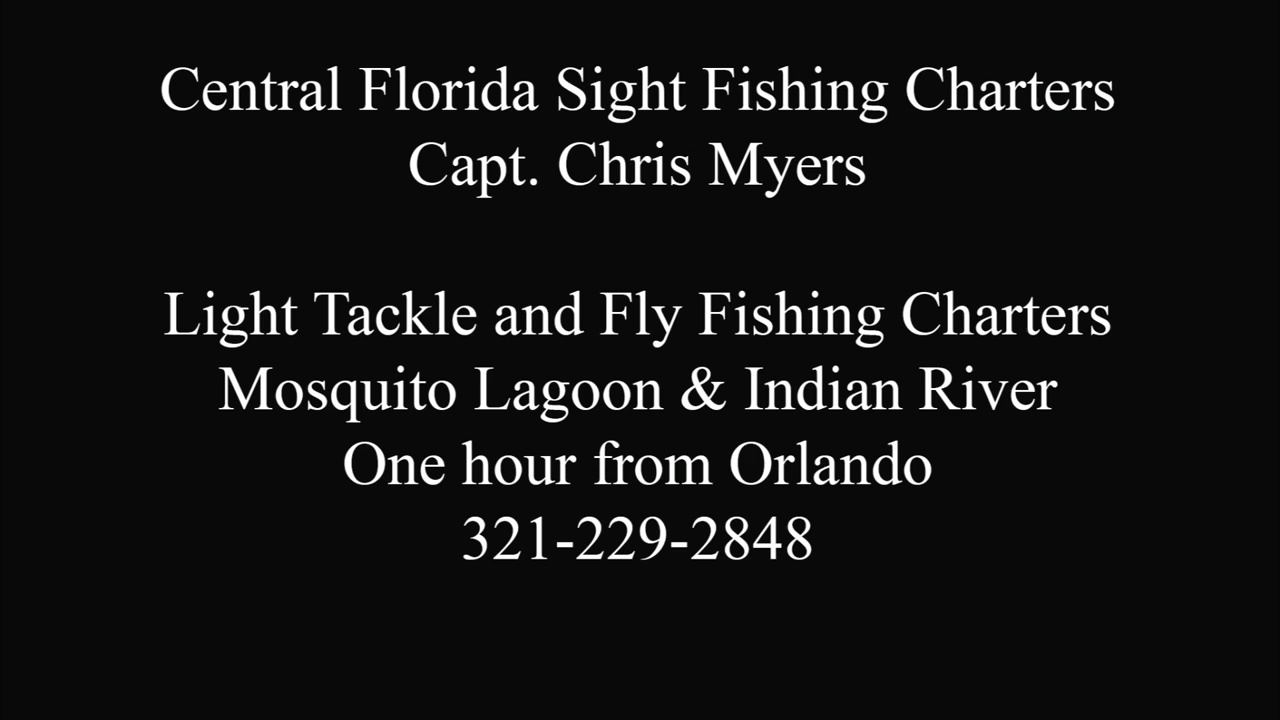 Central Florida Sight Fishing Charters
Capt. Chris Myers
Light Tackle and Fly Fishing Charters
Mosquito Lagoon & Indian River
One hour from Orlando
321-229-2848